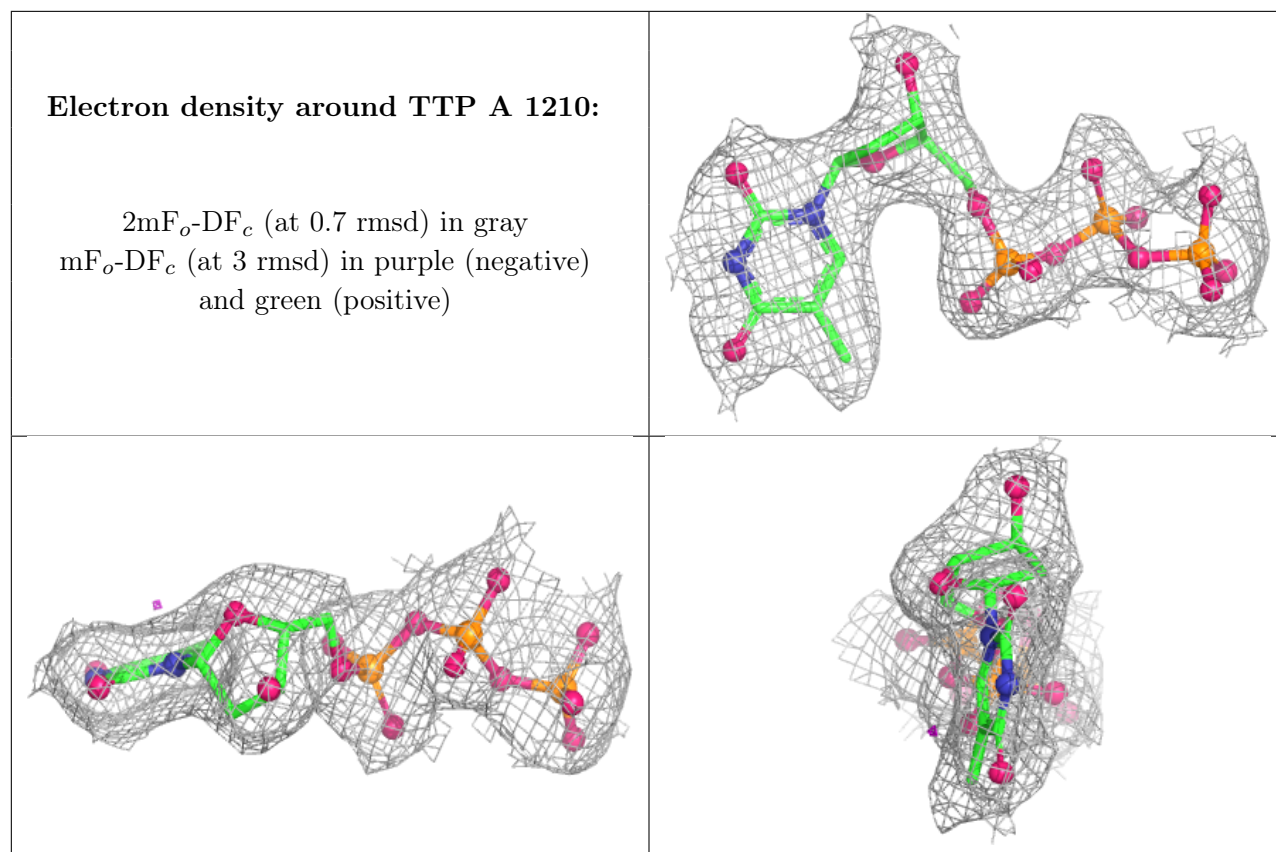 Electron density around TTP A 1210:
2mFₒ-DF𝒸 (at 0.7 rmsd) in gray
mFₒ-DF𝒸 (at 3 rmsd) in purple (negative)
and green (positive)